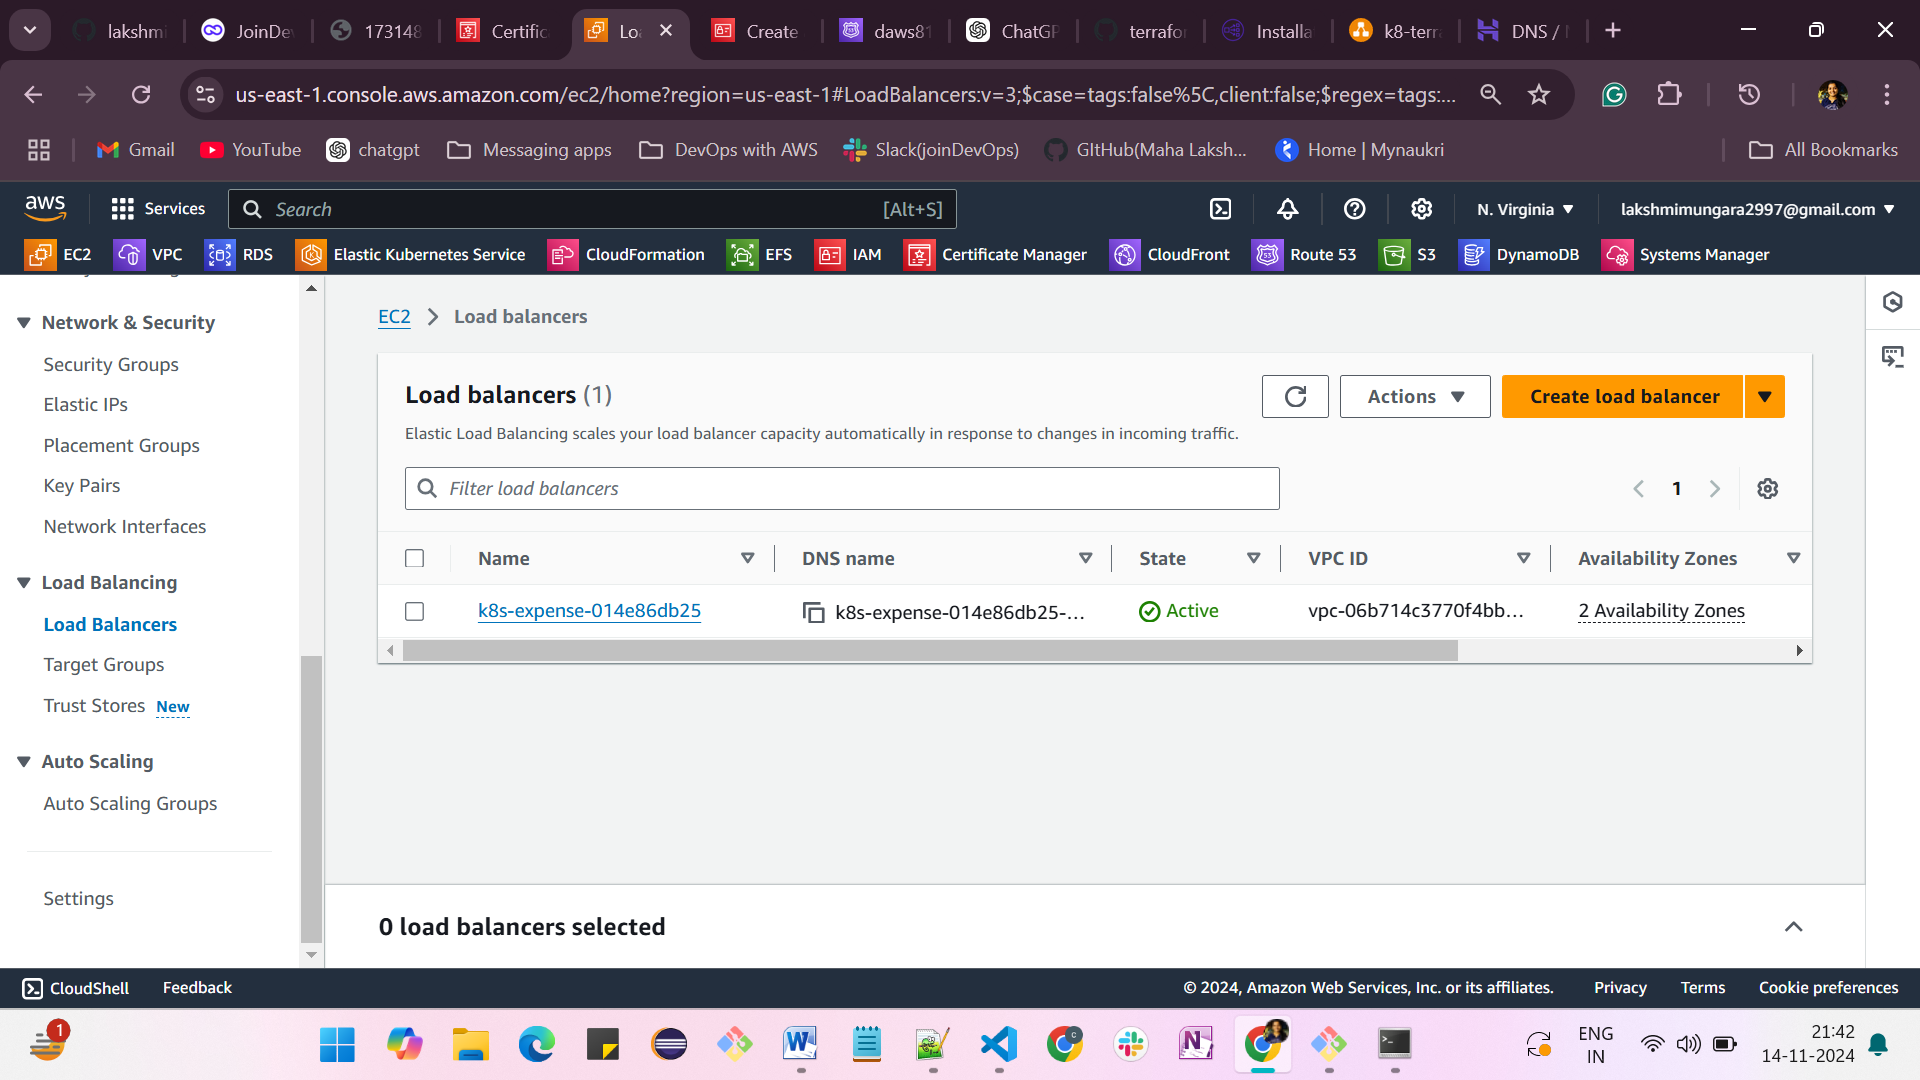 lakshmi
JoinDev
173148
Certific
Loa
Create
daws81
ChatGP
terrafor
Installa
k8-terra
DNS /
us-east-1.console.aws.amazon.com/ec2/home?region=us-east-1#LoadBalancers:v=3;$case=tags:false%5C,client:false;$regex=tags:...
Gmail
YouTube
chatgpt
Messaging apps
DevOps with AWS
Slack(joinDevOps)
GItHub(Maha Laksh...
Home | Mynaukri
All Bookmarks
aws
Services
Search
[Alt+S]
N. Virginia
lakshmimungara2997@gmail.com
EC2
VPC
RDS
Elastic Kubernetes Service
CloudFormation
EFS
IAM
Certificate Manager
CloudFront
Route 53
S3
DynamoDB
Systems Manager
Network & Security
Security Groups
Elastic IPs
Placement Groups
Key Pairs
Network Interfaces
Load Balancing
Load Balancers
Target Groups
Trust Stores New
Auto Scaling
Auto Scaling Groups
Settings
EC2
Load balancers
Load balancers (1)
Actions
Create load balancer
Elastic Load Balancing scales your load balancer capacity automatically in response to changes in incoming traffic.
Filter load balancers
1
Name
DNS name
State
VPC ID
Availability Zones
k8s-expense-014e86db25
k8s-expense-014e86db25-...
Active
vpc-06b714c3770f4bb...
2 Availability Zones
0 load balancers selected
CloudShell
Feedback
© 2024, Amazon Web Services, Inc. or its affiliates.
Privacy
Terms
Cookie preferences
1
ENG
IN
21:42
14-11-2024